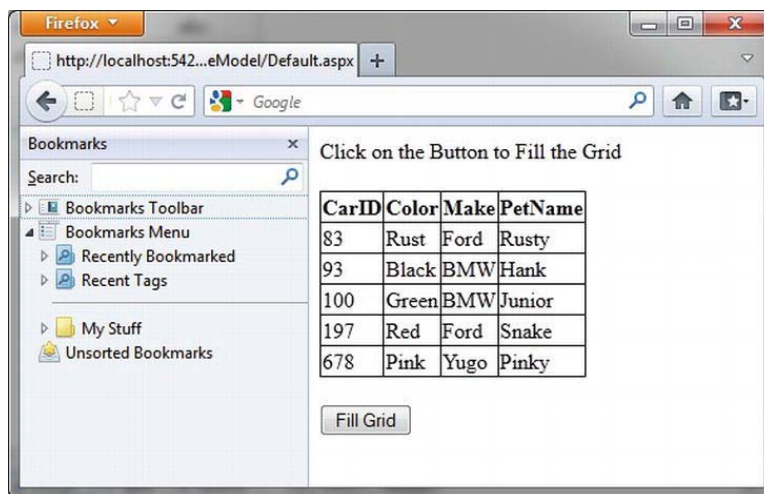 Firefox
http://localhost:542...eModel/Default.aspx
Google
Bookmarks
Search:
Bookmarks Toolbar
Bookmarks Menu
Recently Bookmarked
Recent Tags
My Stuff
Unsorted Bookmarks
Click on the Button to Fill the Grid
CarID Color Make PetName
83 Rust Ford Rusty
93 Black BMW Hank
100 Green BMW Junior
197 Red Ford Snake
678 Pink Yugo Pinky
Fill Grid